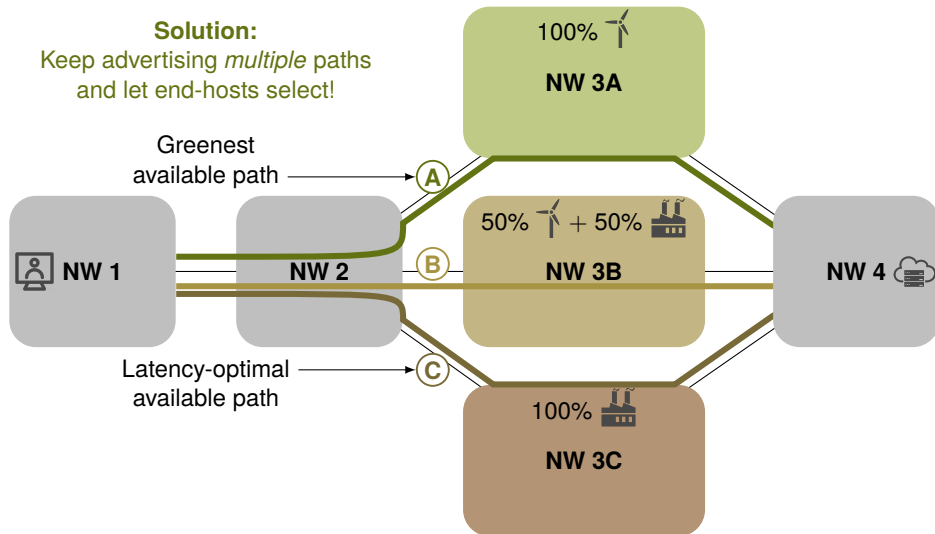 Solution:
Keep advertising multiple paths
and let end-hosts select!
100%
NW 3A
Greenest
available path
A
50% + 50%
NW 1
NW 2
B
NW 3B
NW 4
Latency-optimal
available path
C
100%
NW 3C